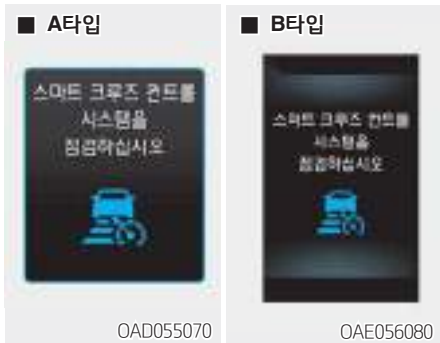 ■ A타입
스마트 크루즈 컨트롤
시스템을
점검하십시오
OAD055070
■ B타입
스마트 크루즈 컨트롤
시스템을
점검하십시오
OAE056080